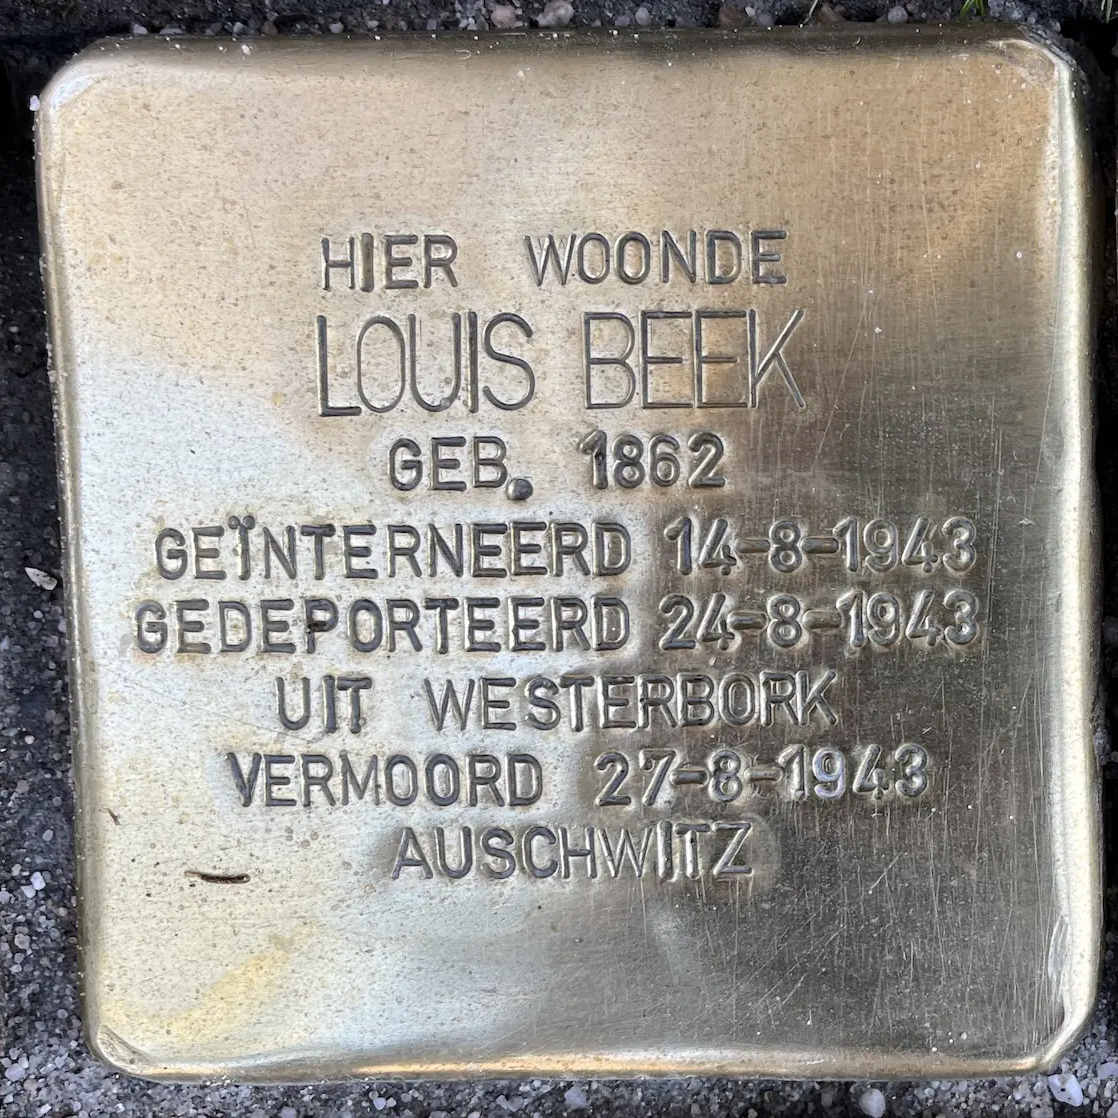 HIER WOONDE
LOUIS BEEK
GEB. 1862
GEÏNTERNEERD 14-8-1943
GEDEPORTEERD 24-8-1943
UIT WESTERBORK
VERMOORD 27-8-1943
AUSCHWITZ